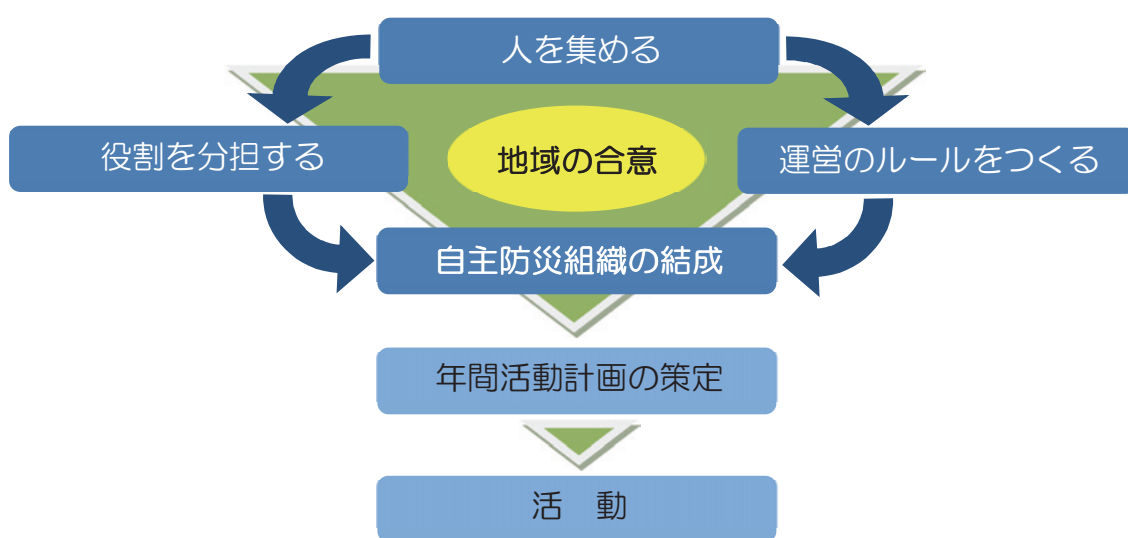 人を集める
役割を分担する
地域の合意
運営のルールをつくる
自主防災組織の結成
年間活動計画の策定
活　動